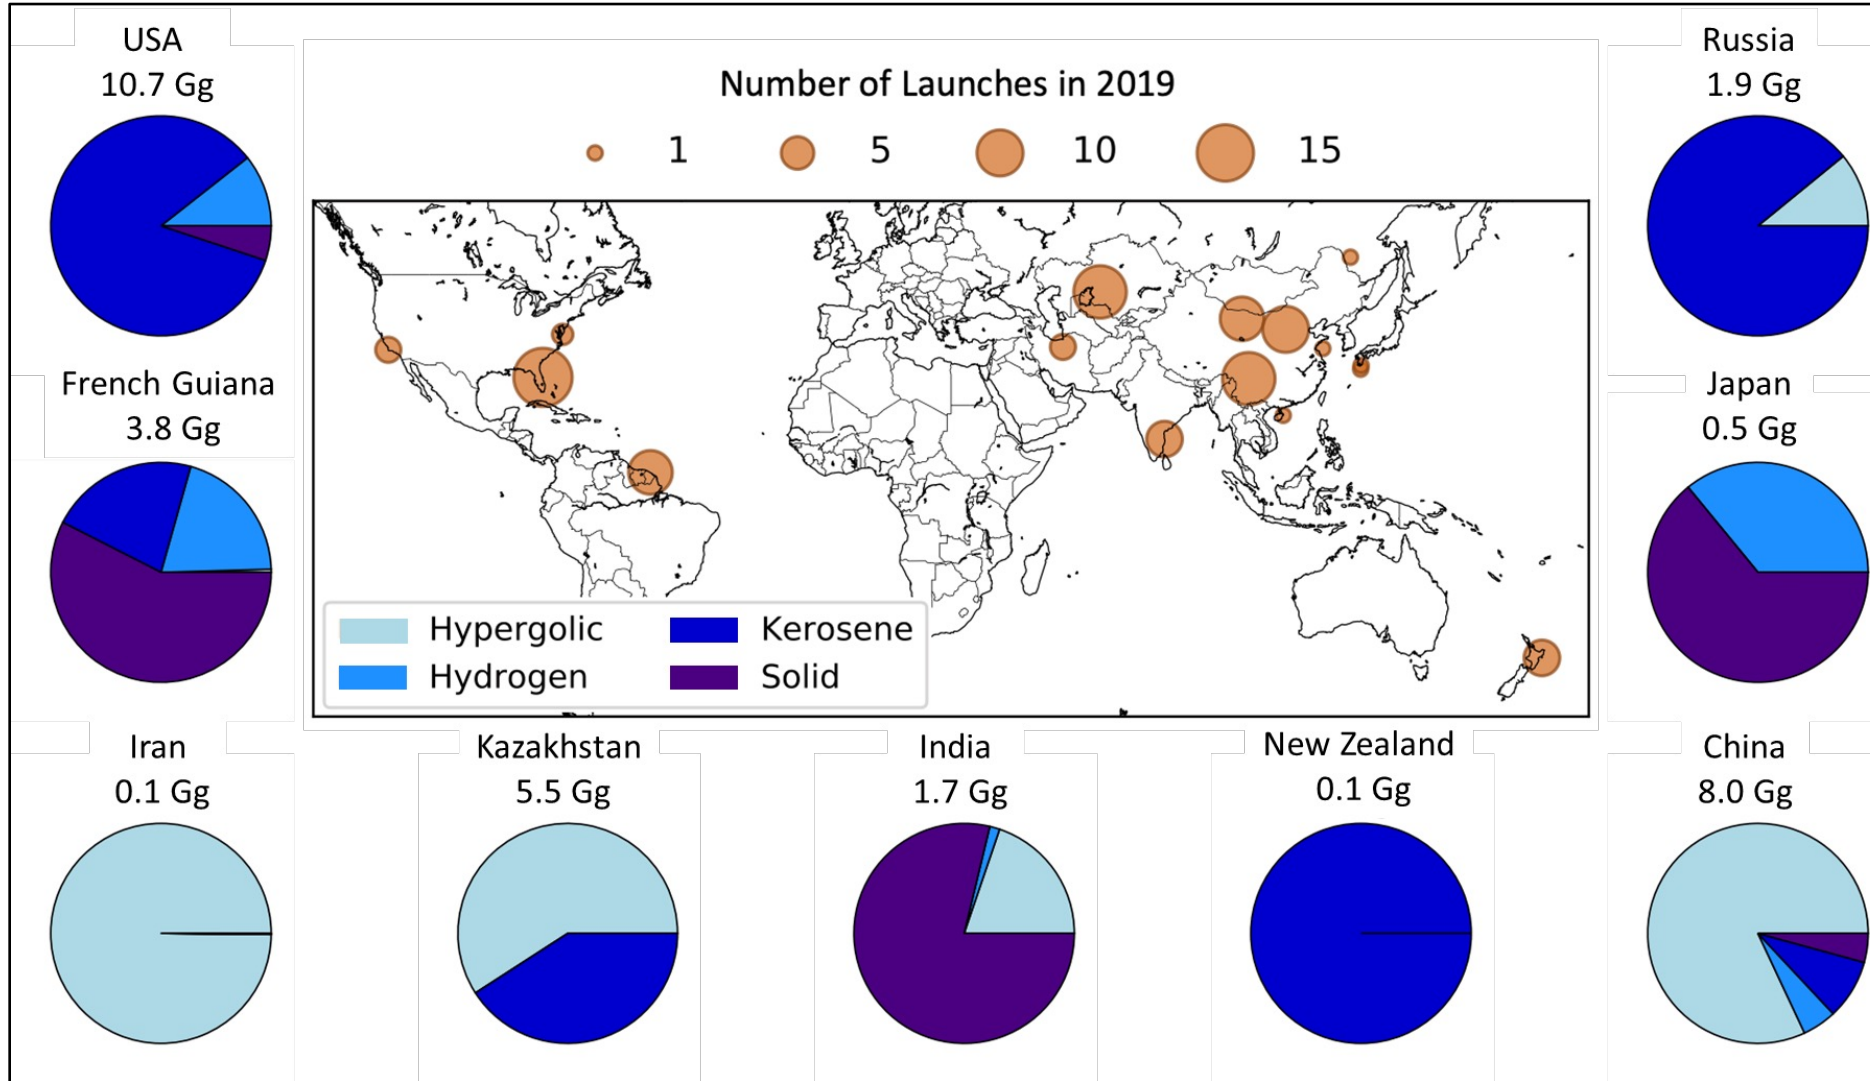 USA
10.7 Gg
Number of Launches in 2019
1
5
10
15
Russia
1.9 Gg
French Guiana
3.8 Gg
Japan
0.5 Gg
Hypergolic
Kerosene
Hydrogen
Solid
Iran
0.1 Gg
Kazakhstan
5.5 Gg
India
1.7 Gg
New Zealand
0.1 Gg
China
8.0 Gg